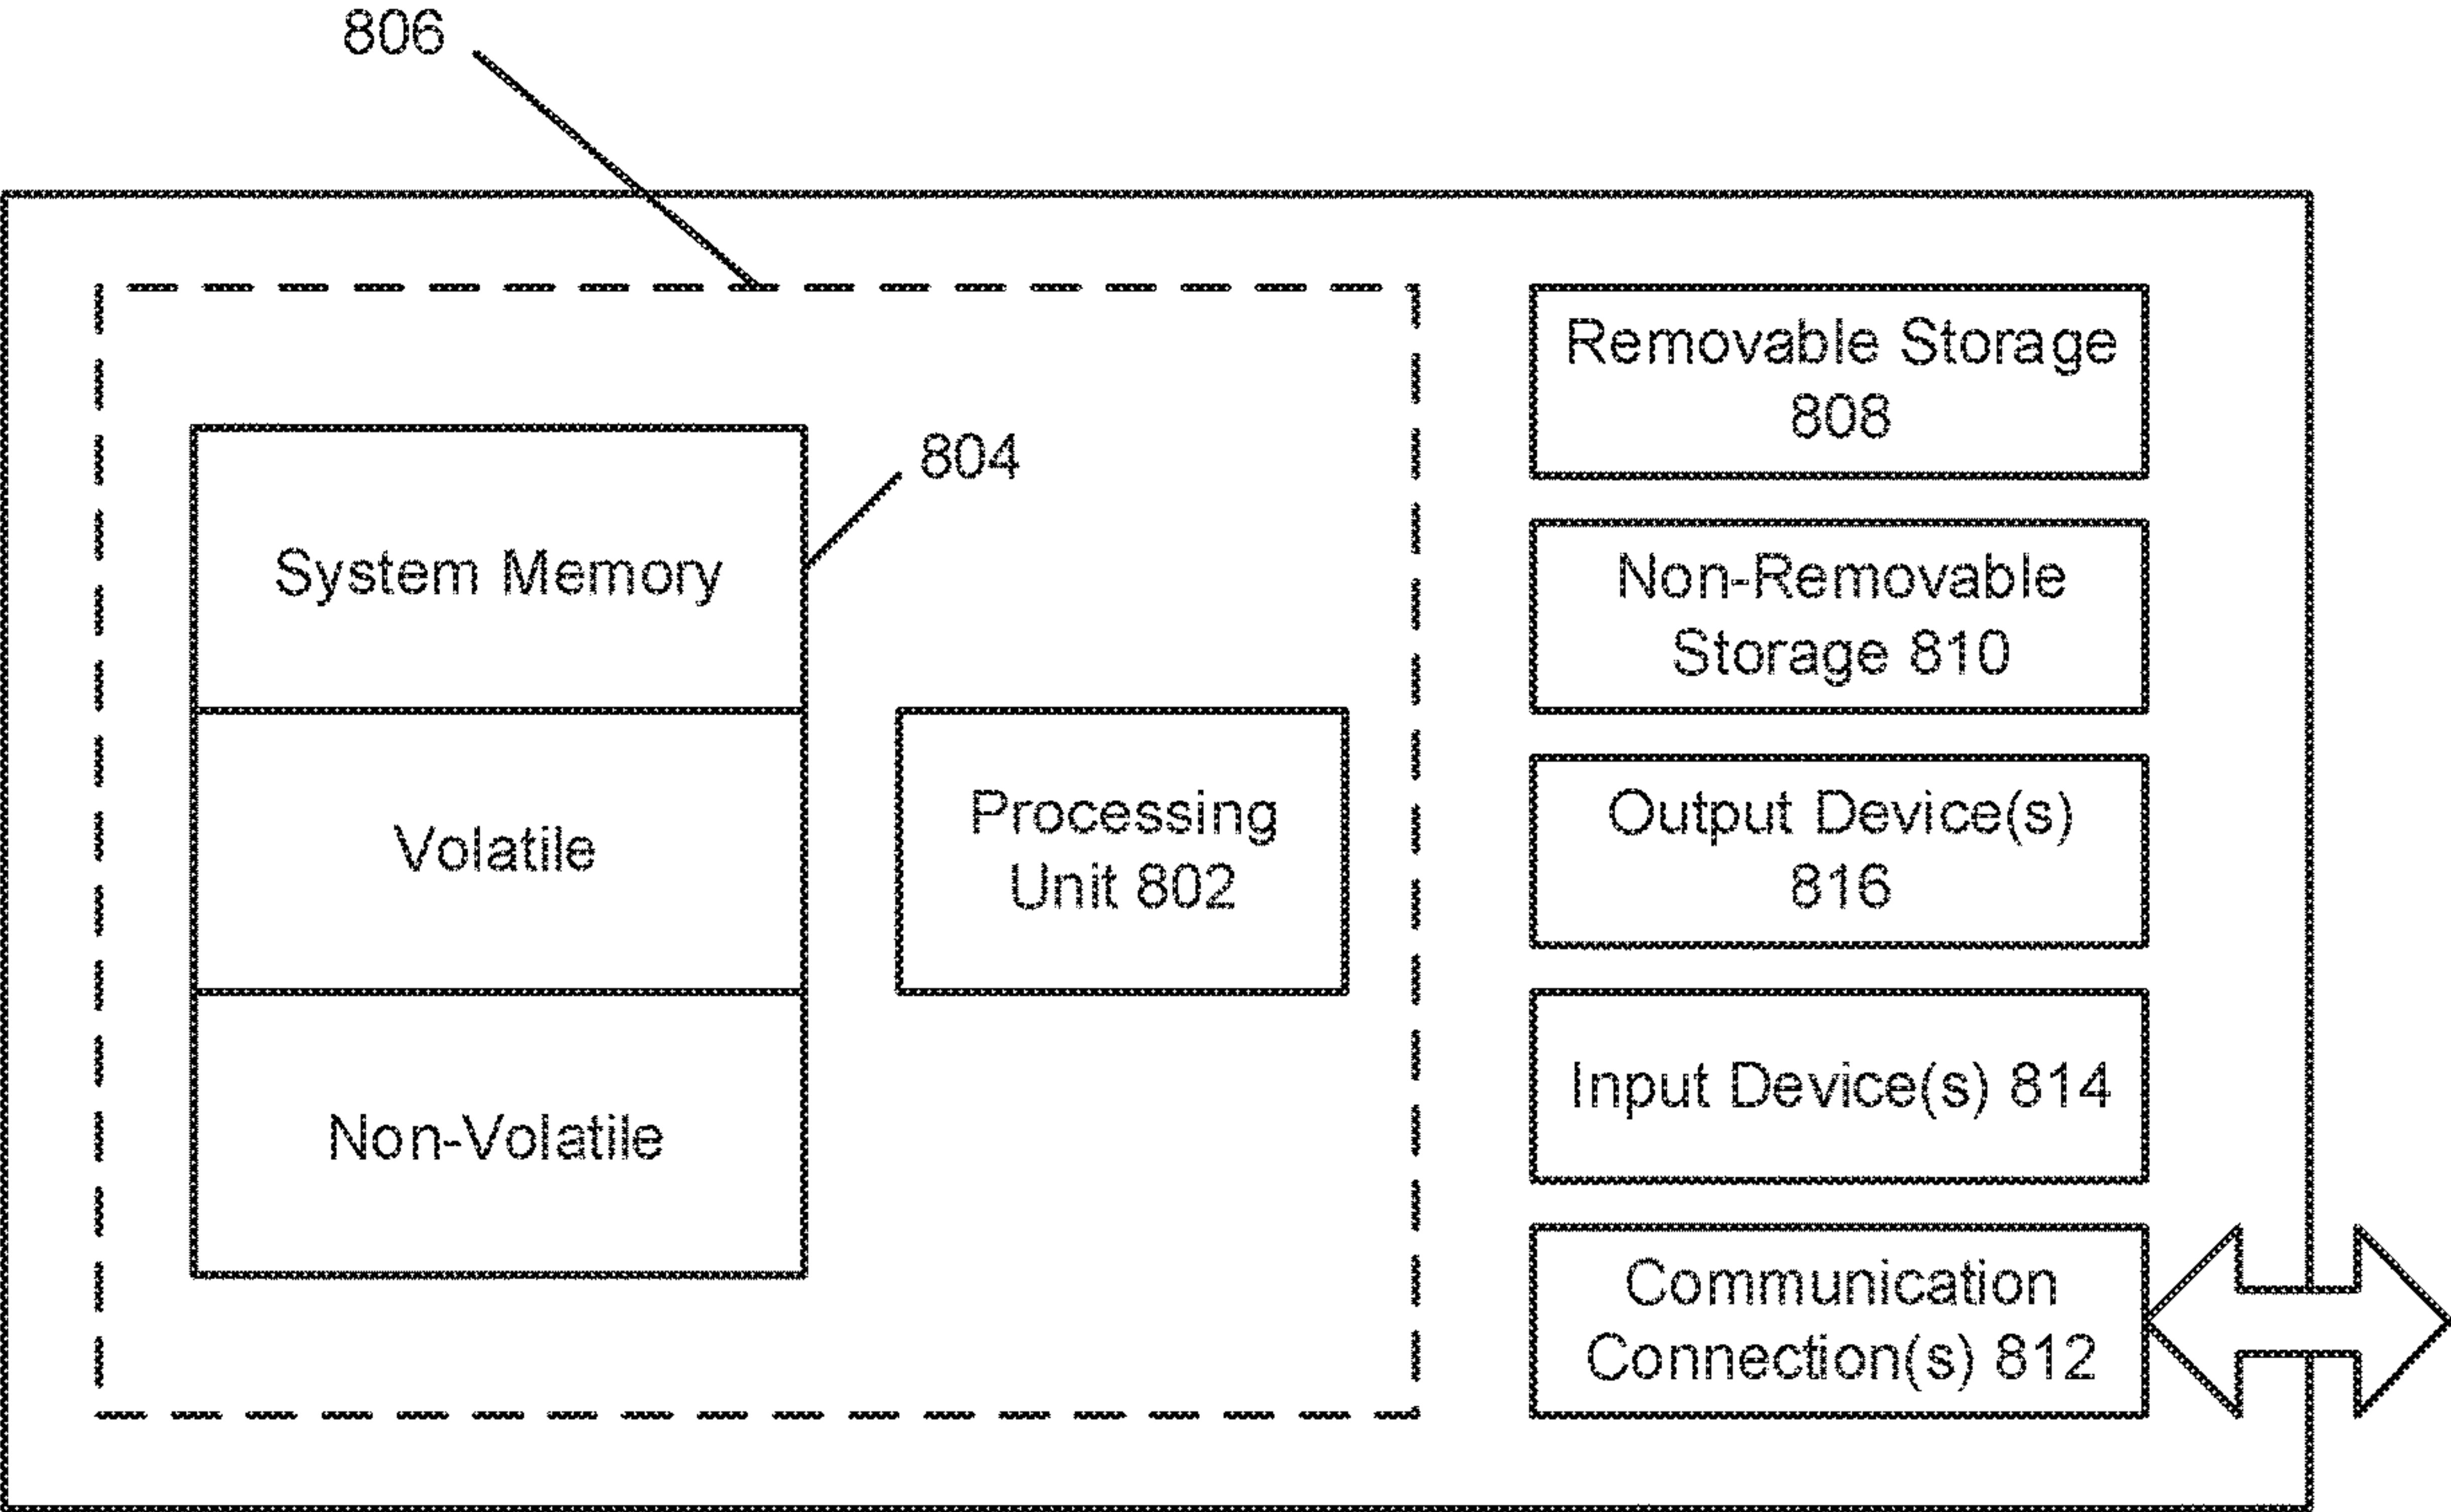 806
804
System Memory
Volatile
Non-Volatile
Processing
Unit 802
Removable Storage
808
Non-Removable
Storage 810
Output Device(s)
816
Input Device(s) 814
Communication
Connection(s) 812